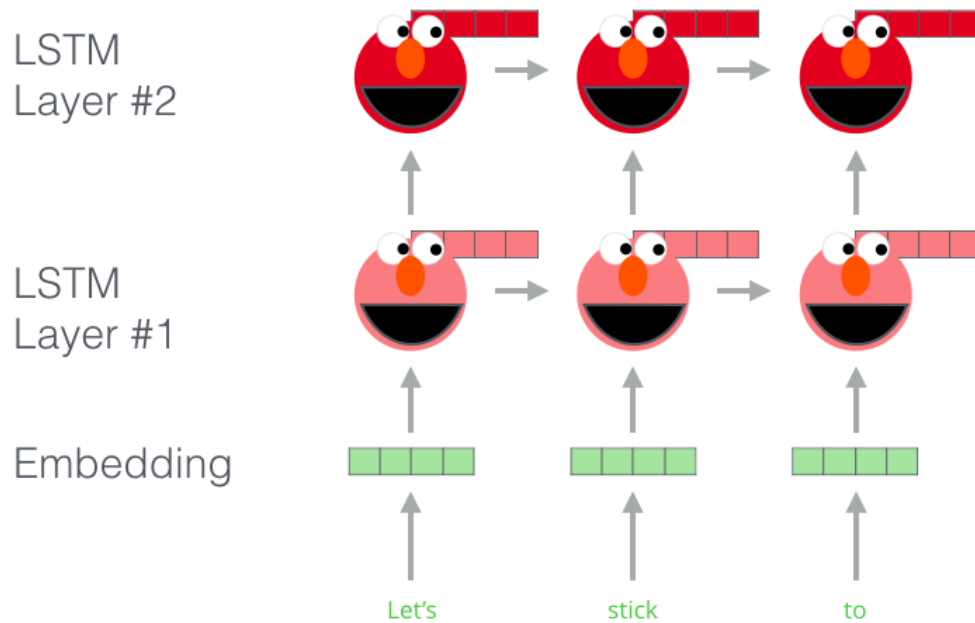 LSTM
Layer #2
LSTM
Layer #1
Embedding
Let's stick to